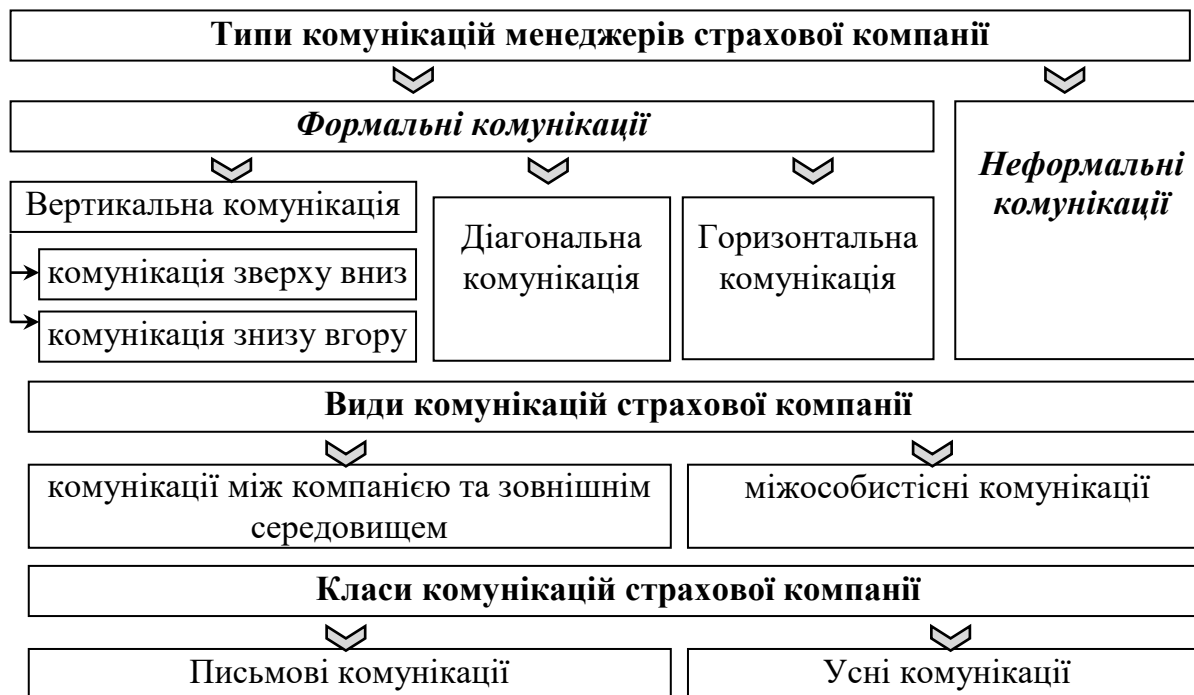 Типи комунікацій менеджерів страхової компанії
Формальні комунікації
Неформальні
комунікації
Вертикальна комунікація
комунікація зверху вниз
комунікація знизу вгору
Діагональна
комунікація
Горизонтальна
комунікація
Види комунікацій страхової компанії
комунікації між компанією та зовнішнім
середовищем
міжособистісні комунікації
Класи комунікацій страхової компанії
Письмові комунікації
Усні комунікації